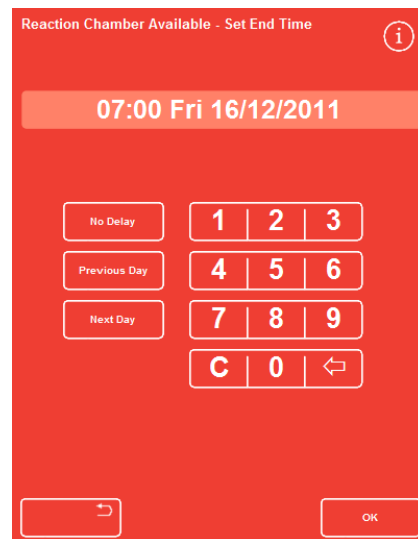 Reaction Chamber Available - Set End Time
i
07:00 Fri 16/12/2011
No Delay
1 2 3
Previous Day
4 5 6
Next Day
7 8 9
C 0
OK